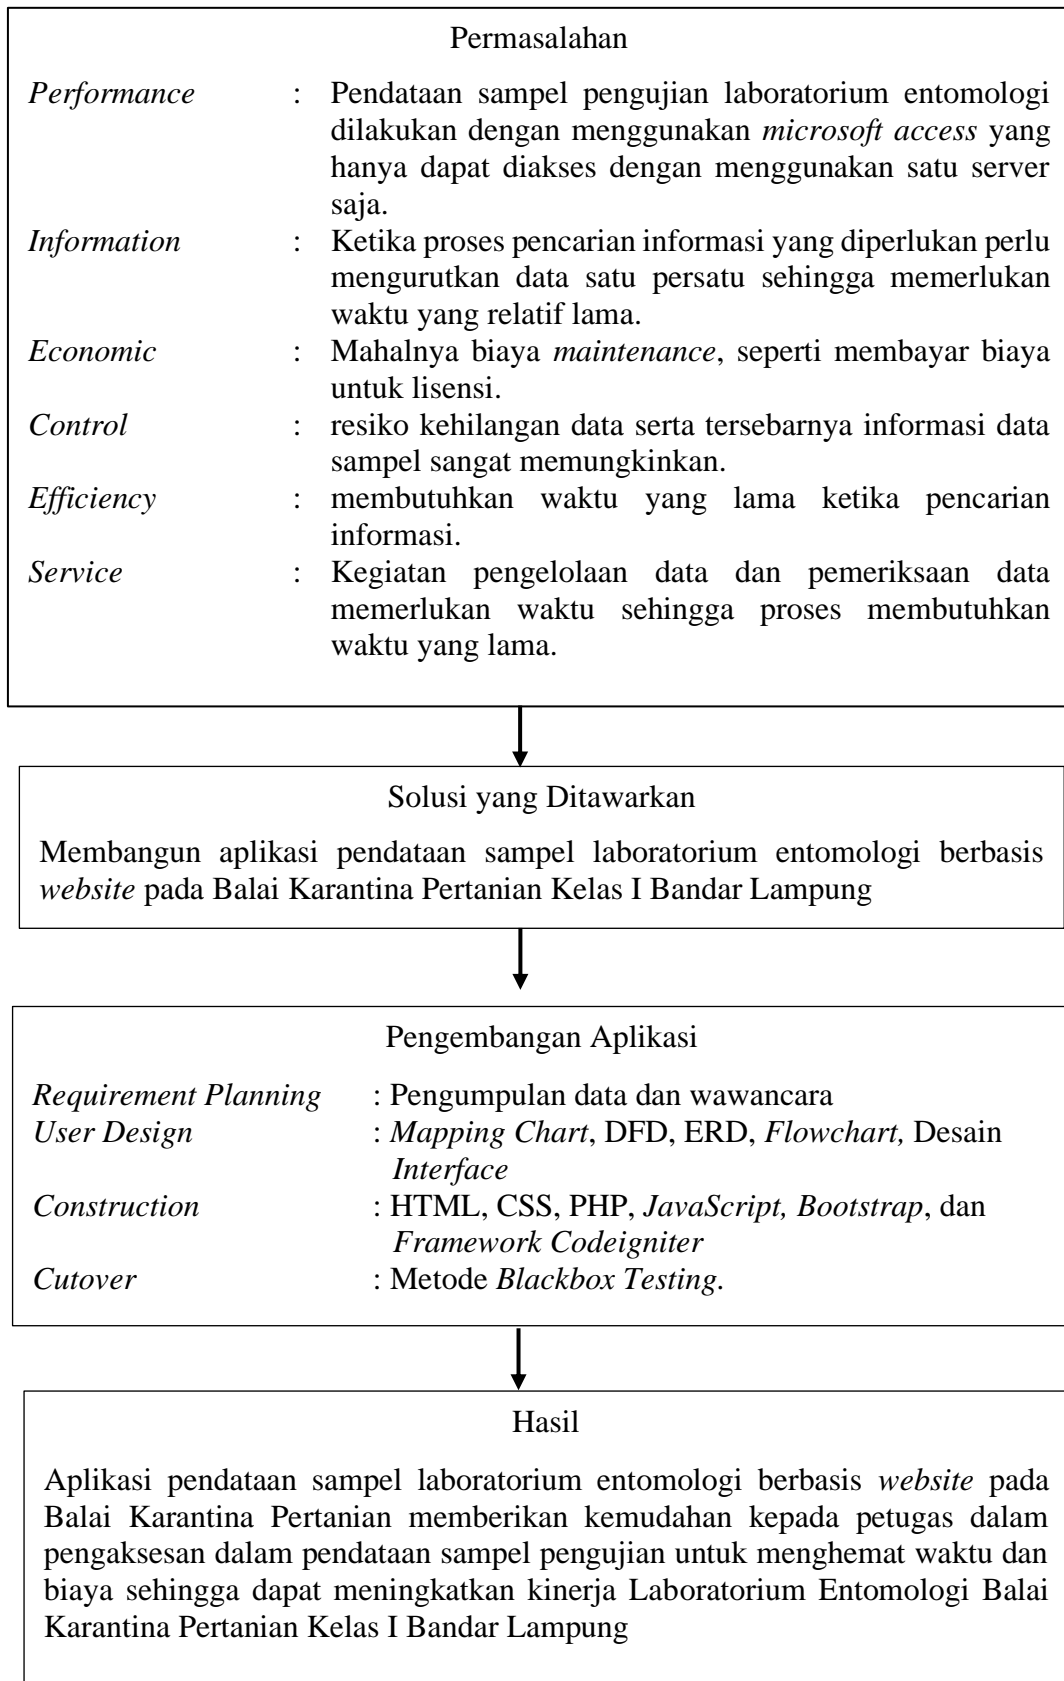 Permasalahan
Performance : Pendataan sampel pengujian laboratorium entomologi
dilakukan dengan menggunakan microsoft access yang
hanya dapat diakses dengan menggunakan satu server
saja.
Information : Ketika proses pencarian informasi yang diperlukan perlu
mengurutkan data satu persatu sehingga memerlukan
waktu yang relatif lama.
Economic : Mahalnya biaya maintenance, seperti membayar biaya
untuk lisensi.
Control : resiko kehilangan data serta tersebarnya informasi data
sampel sangat memungkinkan.
Efficiency : membutuhkan waktu yang lama ketika pencarian
informasi.
Service : Kegiatan pengelolaan data dan pemeriksaan data
memerlukan waktu sehingga proses membutuhkan
waktu yang lama.
Solusi yang Ditawarkan
Membangun aplikasi pendataan sampel laboratorium entomologi berbasis
website pada Balai Karantina Pertanian Kelas I Bandar Lampung
Pengembangan Aplikasi
Requirement Planning : Pengumpulan data dan wawancara
User Design : Mapping Chart, DFD, ERD, Flowchart, Desain
Interface
Construction : HTML, CSS, PHP, JavaScript, Bootstrap, dan
Framework Codeigniter
Cutover : Metode Blackbox Testing.
Hasil
Aplikasi pendataan sampel laboratorium entomologi berbasis website pada
Balai Karantina Pertanian memberikan kemudahan kepada petugas dalam
pengaksesan dalam pendataan sampel pengujian untuk menghemat waktu dan
biaya sehingga dapat meningkatkan kinerja Laboratorium Entomologi Balai
Karantina Pertanian Kelas I Bandar Lampung